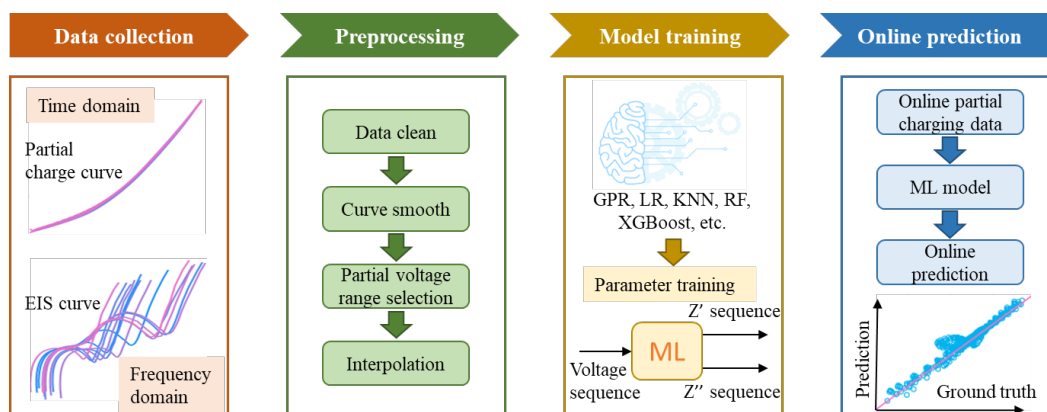 Data collection
Preprocessing
Model training
Online prediction
Time domain
Partial
charge curve
EIS curve
Frequency
domain
Data clean
Curve smooth
Partial voltage
range selection
Interpolation
GPR, LR, KNN, RF,
XGBoost, etc.
Parameter training
Z' sequence
ML
Voltage
sequence
Z'' sequence
Online partial
charging data
ML model
Online
prediction
Prediction
Ground truth